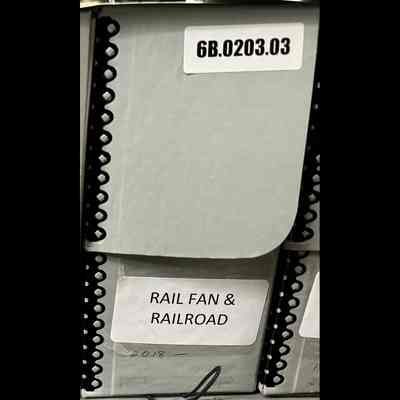 6B.0203.03
RAIL FAN &
RAILROAD
2018 —